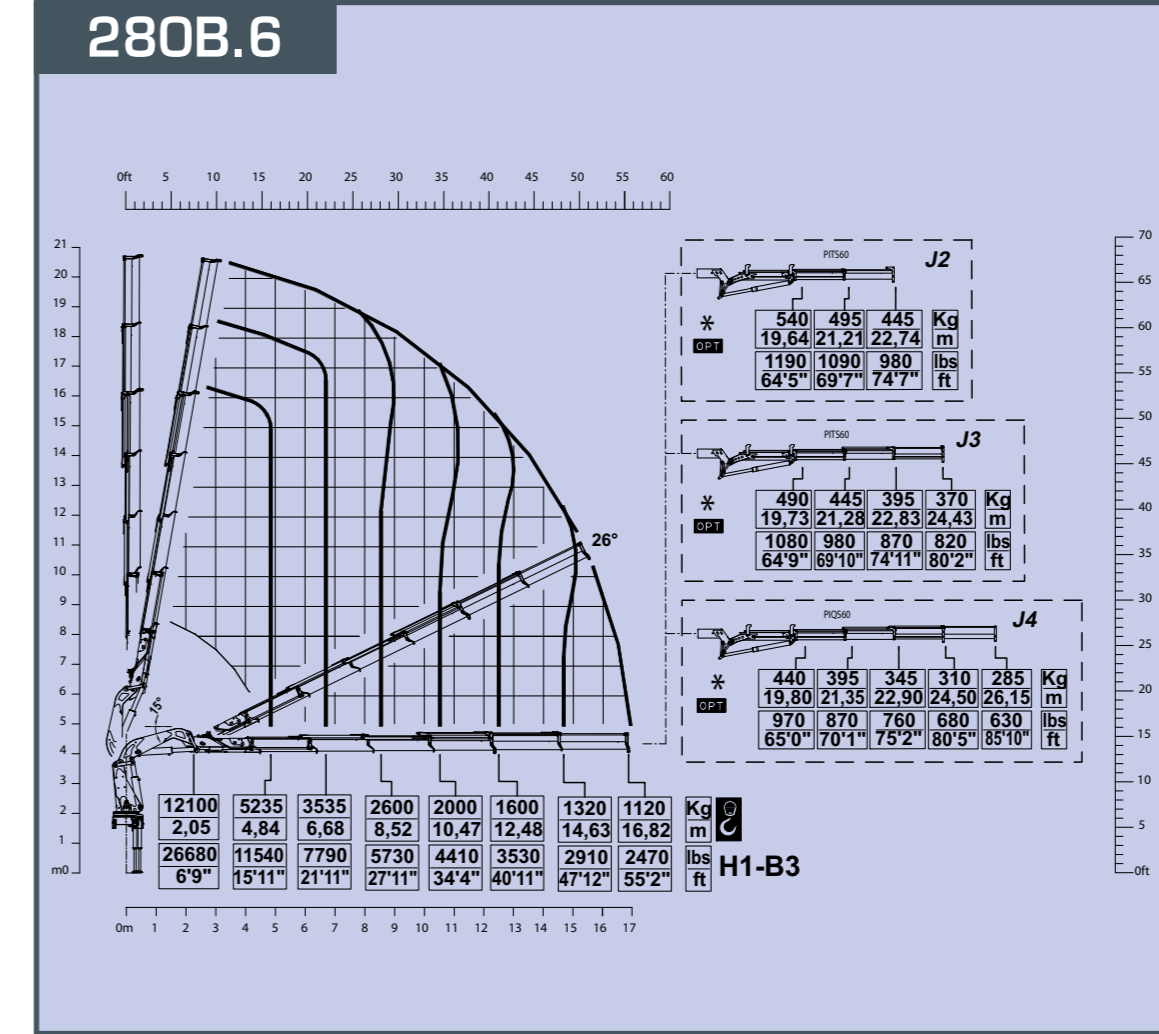 280B.6
0ft 5 10 15 20 25 30 35 40 45 50 55 60
21
20
19
18
17
16
15
14
13
12
11
10
9
8
7
6
5
4
3
2
1
m0
26°
15°
PITS60
J2
*
OPT
540 495 445 Kg
19,64 21,21 22,74 m
1190 1090 980 lbs
64'5" 69'7" 74'7" ft
PITS60
J3
*
OPT
490 445 395 370 Kg
19,73 21,28 22,83 24,43 m
1080 980 870 820 lbs
64'9" 69'10" 74'11" 80'2" ft
PIQS60
J4
*
OPT
440 395 345 310 285 Kg
19,80 21,35 22,90 24,50 26,15 m
970 870 760 680 630 lbs
65'0" 70'1" 75'2" 80'5" 85'10" ft
70
65
60
55
50
45
40
35
30
25
20
15
10
5
0ft
12100 5235 3535 2600 2000 1600 1320 1120 Kg
2,05 4,84 6,68 8,52 10,47 12,48 14,63 16,82 m
26680 11540 7790 5730 4410 3530 2910 2470 lbs
6'9" 15'11" 21'11" 27'11" 34'4" 40'11" 47'12" 55'2" ft
H1-B3
0m 1 2 3 4 5 6 7 8 9 10 11 12 13 14 15 16 17